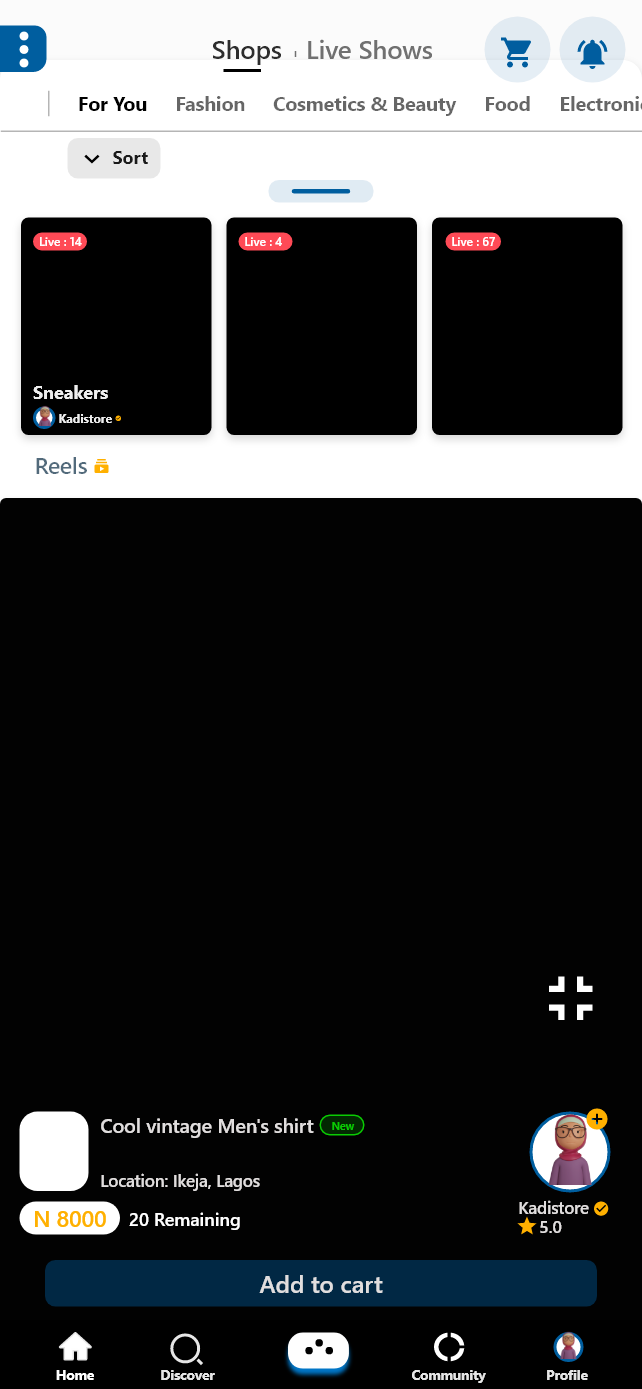 Shops Live Shows
For You Fashion Cosmetics & Beauty Food Electroni
Sort
Live : 14 Live : 4 Live : 67
Sneakers
Kadistore
Reels
Cool vintage Men's shirt New
Location: Ikeja, Lagos
N 8000 20 Remaining
Kadistore
5.0
Add to cart
Home Discover Community Profile